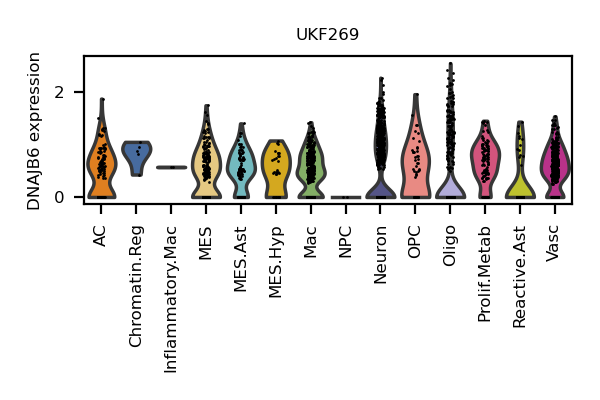 UKF269
DNAJB6 expression
2
0
AC
Chromatin.Reg
Inflammatory.Mac
MES
MES.Ast
MES.Hyp
Mac
NPC
Neuron
OPC
Oligo
Prolif.Metab
Reactive.Ast
Vasc